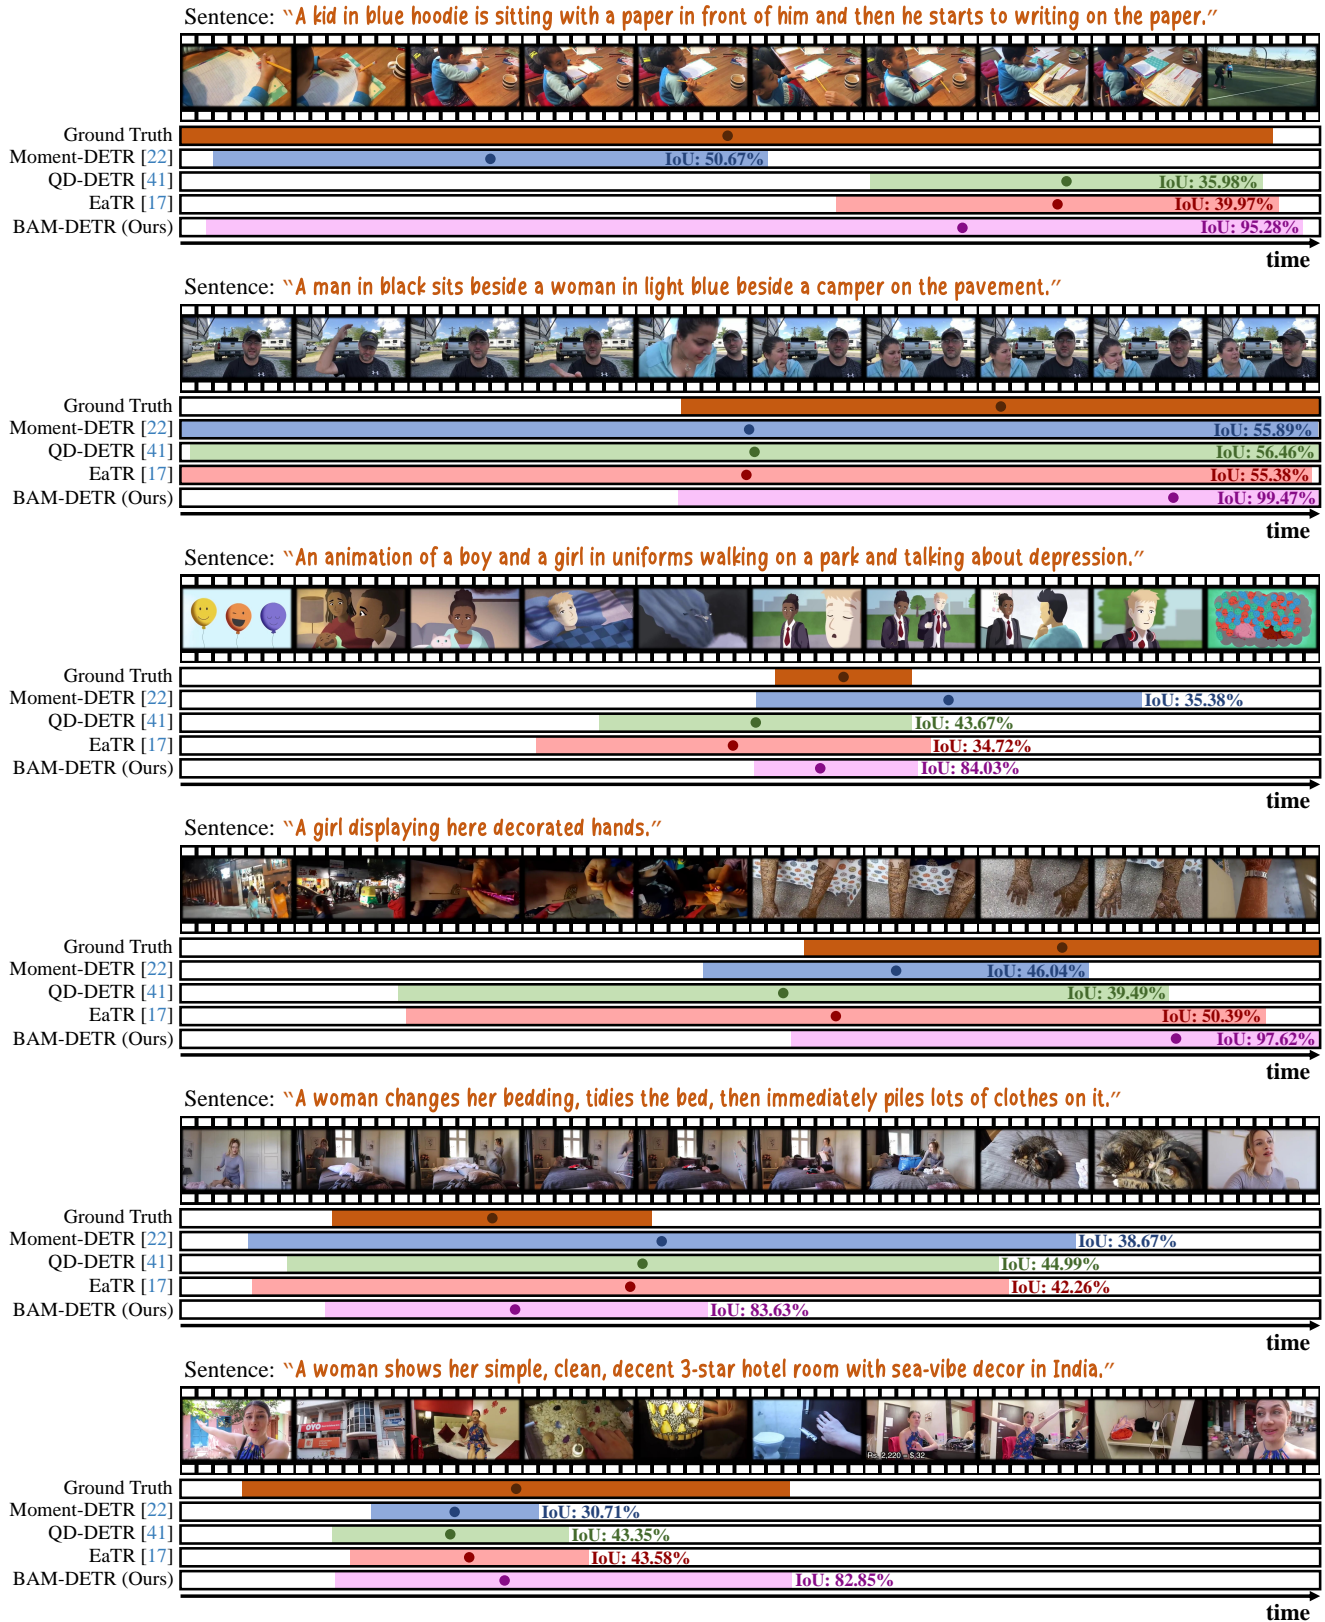 Sentence: “A kid in blue hoodie is sitting with a paper in front of him and then he starts to writing on the paper.”
Ground Truth
Moment-DETR [22] IoU: 50.67%
QD-DETR [41] IoU: 35.98%
EaTR [17] IoU: 39.97%
BAM-DETR (Ours) IoU: 95.28%
time
Sentence: “A man in black sits beside a woman in light blue beside a camper on the pavement.”
Ground Truth
Moment-DETR [22] IoU: 55.89%
QD-DETR [41] IoU: 56.46%
EaTR [17] IoU: 55.38%
BAM-DETR (Ours) IoU: 99.47%
time
Sentence: “An animation of a boy and a girl in uniforms walking on a park and talking about depression.”
Ground Truth
Moment-DETR [22] IoU: 35.38%
QD-DETR [41] IoU: 43.67%
EaTR [17] IoU: 34.72%
BAM-DETR (Ours) IoU: 84.03%
time
Sentence: “A girl displaying here decorated hands.”
Ground Truth
Moment-DETR [22] IoU: 46.04%
QD-DETR [41] IoU: 39.49%
EaTR [17] IoU: 50.39%
BAM-DETR (Ours) IoU: 97.62%
time
Sentence: “A woman changes her bedding, tidies the bed, then immediately piles lots of clothes on it.”
Ground Truth
Moment-DETR [22] IoU: 38.67%
QD-DETR [41] IoU: 44.99%
EaTR [17] IoU: 42.26%
BAM-DETR (Ours) IoU: 83.63%
time
Sentence: “A woman shows her simple, clean, decent 3-star hotel room with sea-vibe decor in India.”
OYO
Rs. 2,220 - $ 32
Ground Truth
Moment-DETR [22] IoU: 30.71%
QD-DETR [41] IoU: 43.35%
EaTR [17] IoU: 43.58%
BAM-DETR (Ours) IoU: 82.85%
time